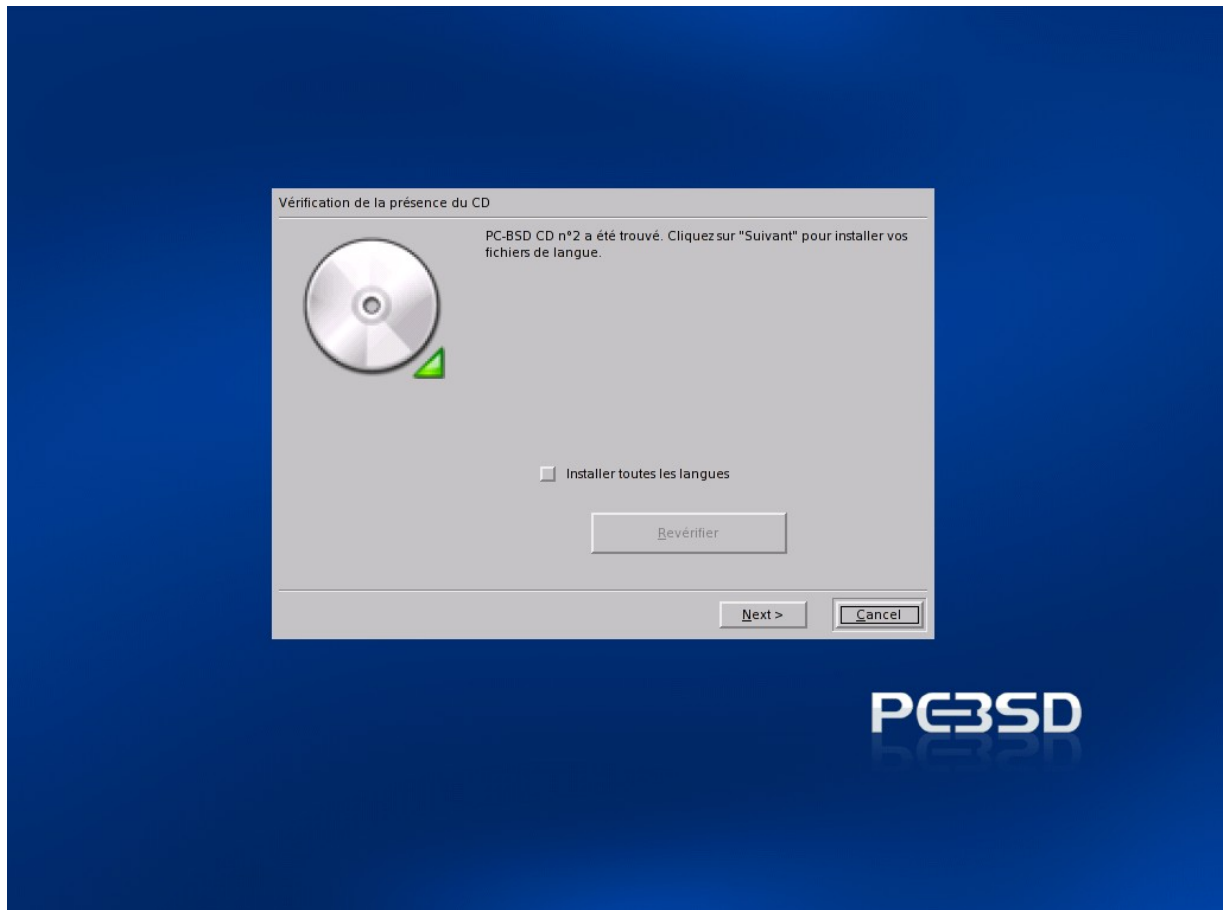 Vérification de la présence du CD
PC-BSD CD n°2 a été trouvé. Cliquez sur "Suivant" pour installer vos
fichiers de langue.
Installer toutes les langues
Revérifier
Next >
Cancel
PCBSD